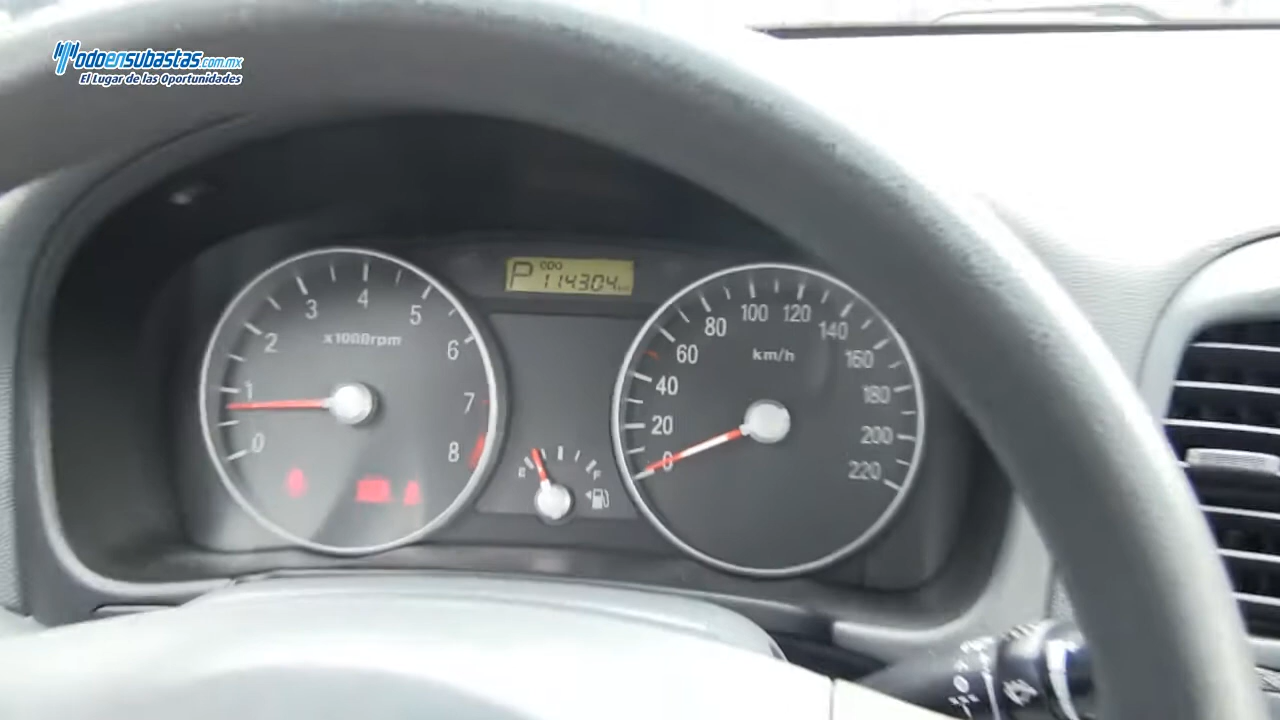 Todoensubastas.com.mx
El Lugar de las Oportunidades
P ODO 114304 km
0 1 2 3 4 5 6 7 8
x1000rpm
0 20 40 60 80 100 120 140 160 180 200 220
km/h
E F